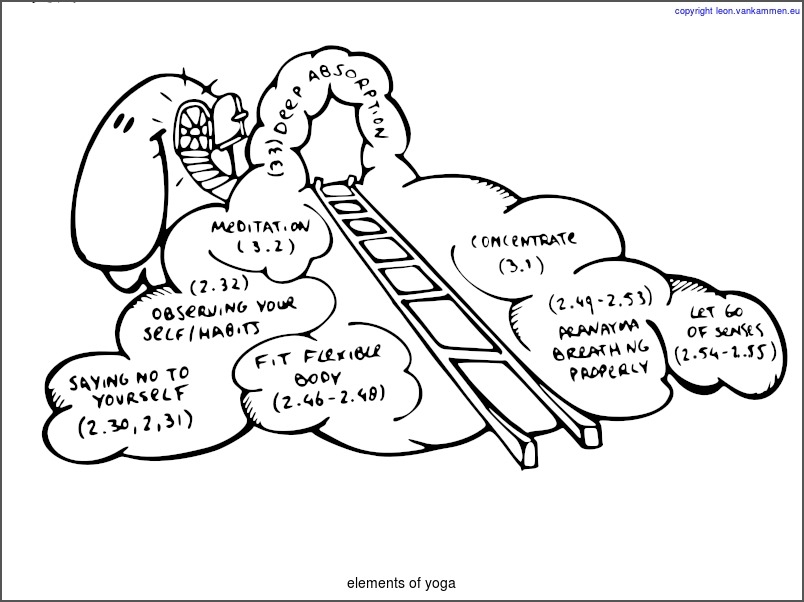 copyright leon.vankammen.eu
(3.3) DEEP ABSORPTION
MEDITATION
(3.2)
CONCENTRATE
(3.1)
(2.32)
OBSERVING YOUR
SELF/HABITS
(2.49-2.53)
PRANAYMA
BREATHING
PROPERLY
LET GO
OF SENSES
(2.54-2.55)
FIT FLEXIBLE
BODY
(2.46-2.48)
SAYING NO TO
YOURSELF
(2.30, 2,31)
elements of yoga